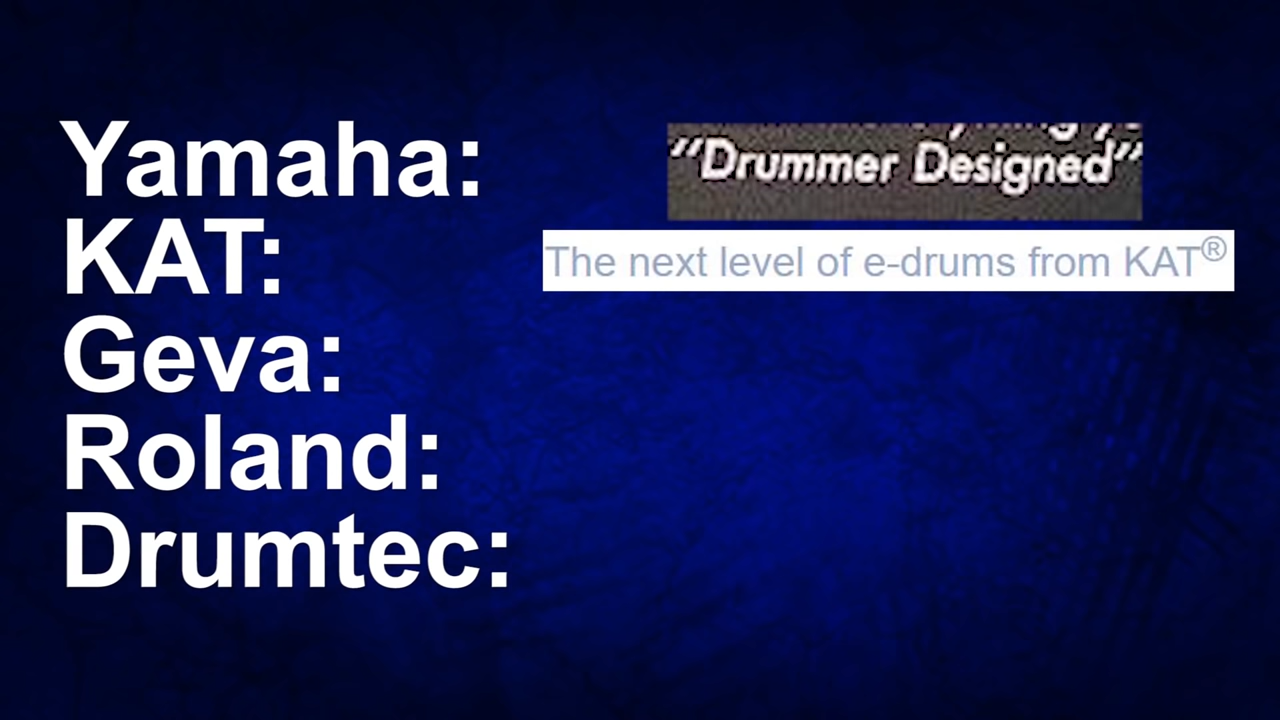 Yamaha:
"Drummer Designed"
KAT:
The next level of e-drums from KAT®
Geva:
Roland:
Drumtec: